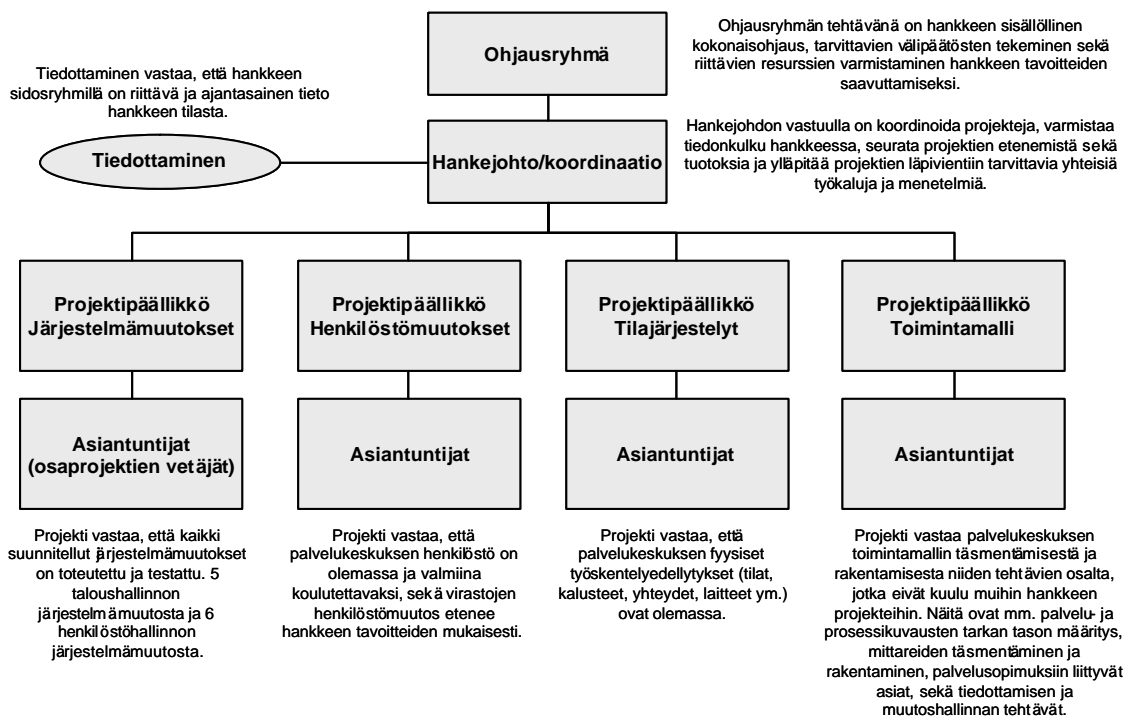 Ohjausryhmä
Ohjausryhmän tehtävänä on hankkeen sisällöllinen
kokonaisohjaus, tarvittavien välipäätösten tekeminen sekä
riittävien resurssien varmistaminen hankkeen tavoitteiden
saavuttamiseksi.
Tiedottaminen vastaa, että hankkeen
sidosryhmillä on riittävä ja ajantasainen tieto
hankkeen tilasta.
Tiedottaminen
Hankejohto/koordinaatio
Hankejohdon vastuulla on koordinoida projekteja, varmistaa
tiedonkulku hankkeessa, seurata projektien etenemistä sekä
tuotoksia ja ylläpitää projektien läpivientiin tarvittavia yhteisiä
työkaluja ja menetelmiä.
Projektipäällikkö
Järjestelmämuutokset
Projektipäällikkö
Henkilöstömuutokset
Projektipäällikkö
Tilajärjestelyt
Projektipäällikkö
Toimintamalli
Asiantuntijat
(osaprojektien vetäjät)
Asiantuntijat
Asiantuntijat
Asiantuntijat
Projekti vastaa, että kaikki
suunnitellut järjestelmämuutokset
on toteutettu ja testattu. 5
taloushallinnon
järjestelmämuutosta ja 6
henkilöstöhallinnon
järjestelmämuutosta.
Projekti vastaa, että
palvelukeskuksen henkilöstö on
olemassa ja valmiina
koulutettavaksi, sekä virastojen
henkilöstömuutos etenee
hankkeen tavoitteiden mukaisesti.
Projekti vastaa, että
palvelukeskuksen fyysiset
työskentelyedellytykset (tilat,
kalusteet, yhteydet, laitteet ym.)
ovat olemassa.
Projekti vastaa palvelukeskuksen
toimintamallin täsmentämisestä ja
rakentamisesta niiden tehtävien osalta,
jotka eivät kuulu muihin hankkeen
projekteihin. Näitä ovat mm. palvelu- ja
prosessikuvausten tarkan tason määritys,
mittareiden täsmentäminen ja
rakentaminen, palvelusopimuksiin liittyvät
asiat, sekä tiedottamisen ja
muutoshallinnan tehtävät.